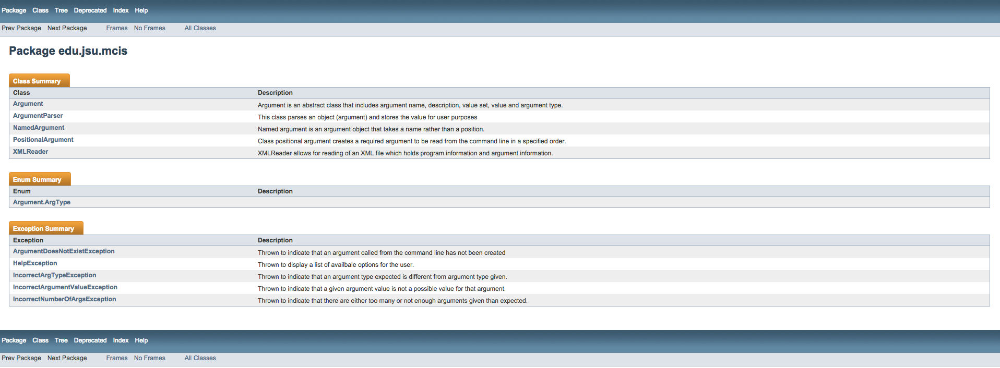 Package Class Tree Deprecated Index Help
Prev Package Next Package Frames No Frames All Classes
Package edu.jsu.mcis
Class Summary
Class Description
Argument Argument is an abstract class that includes argument name, description, value set, value and argument type.
ArgumentParser This class parses an object (argument) and stores the value for user purposes
NamedArgument Named argument is an argument object that takes a name rather than a position.
PositionalArgument Class positional argument creates a required argument to be read from the command line in a specified order.
XMLReader XMLReader allows for reading of an XML file which holds program information and argument information.
Enum Summary
Enum Description
Argument.ArgType
Exception Summary
Exception Description
ArgumentDoesNotExistException Thrown to indicate that an argument called from the command line has not been created
HelpException Thrown to display a list of availbale options for the user.
IncorrectArgTypeException Thrown to indicate that an argument type expected is different from argument type given.
IncorrectArgumentValueException Thrown to indicate that a given argument value is not a possible value for that argument.
IncorrectNumberOfArgsException Thrown to indicate that there are either too many or not enough arguments given than expected.
Package Class Tree Deprecated Index Help
Prev Package Next Package Frames No Frames All Classes